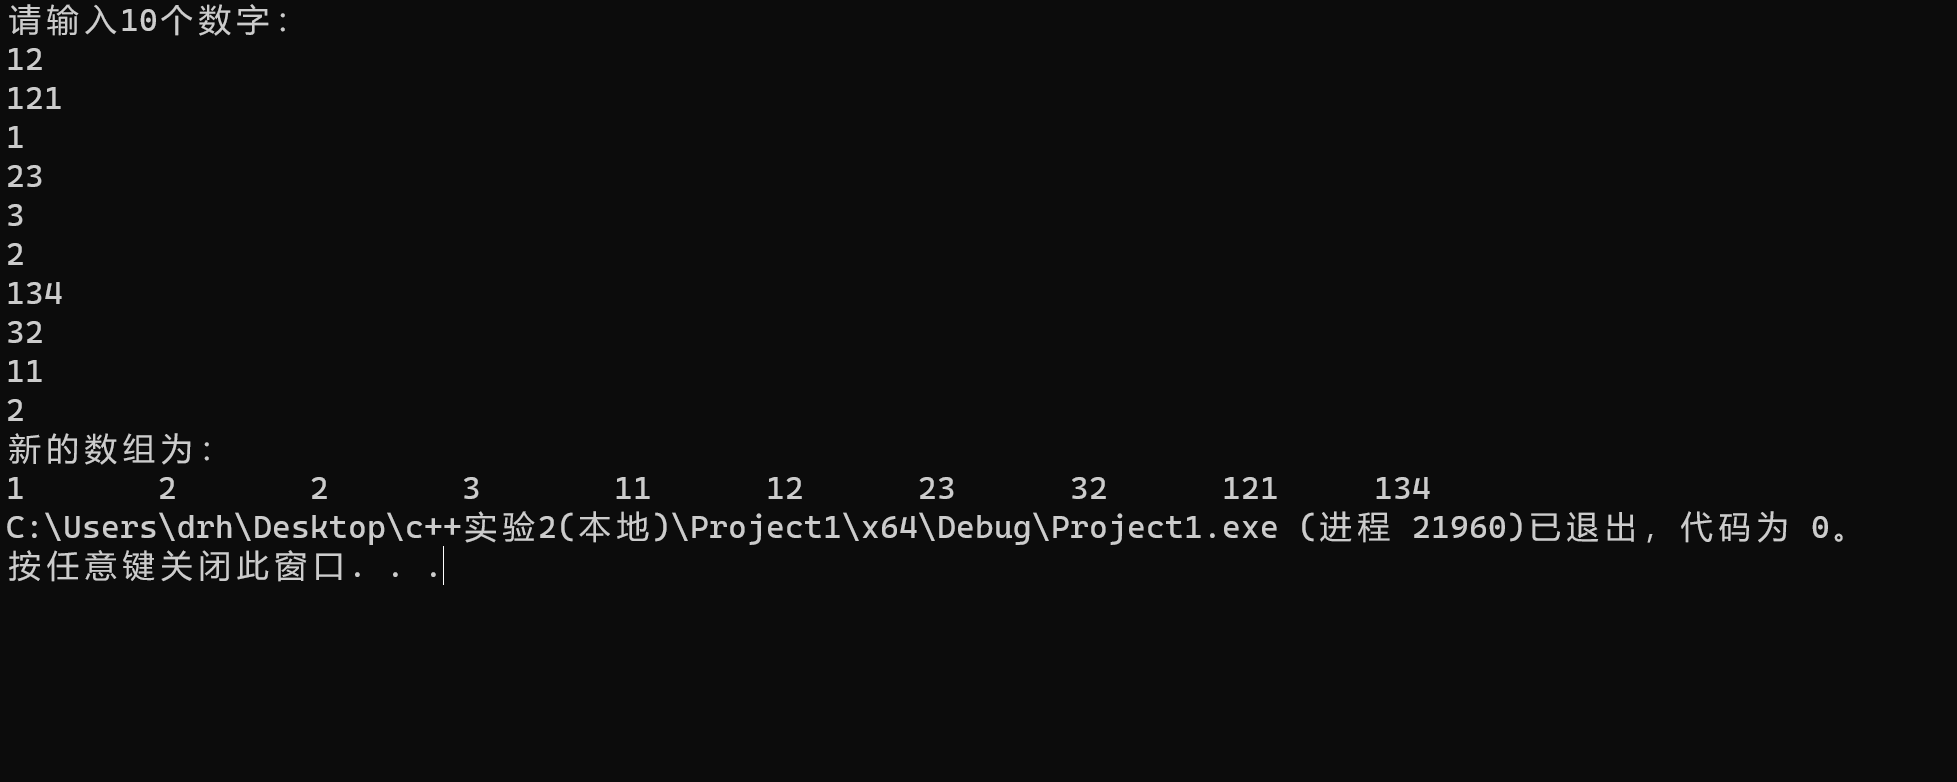 请输入10个数字：
12
121
1
23
3
2
134
32
11
2
新的数组为：
1       2       2       3       11      12      23      32      121     134
C:\Users\drh\Desktop\c++实验2(本地)\Project1\x64\Debug\Project1.exe (进程 21960)已退出，代码为 0。
按任意键关闭此窗口. . .